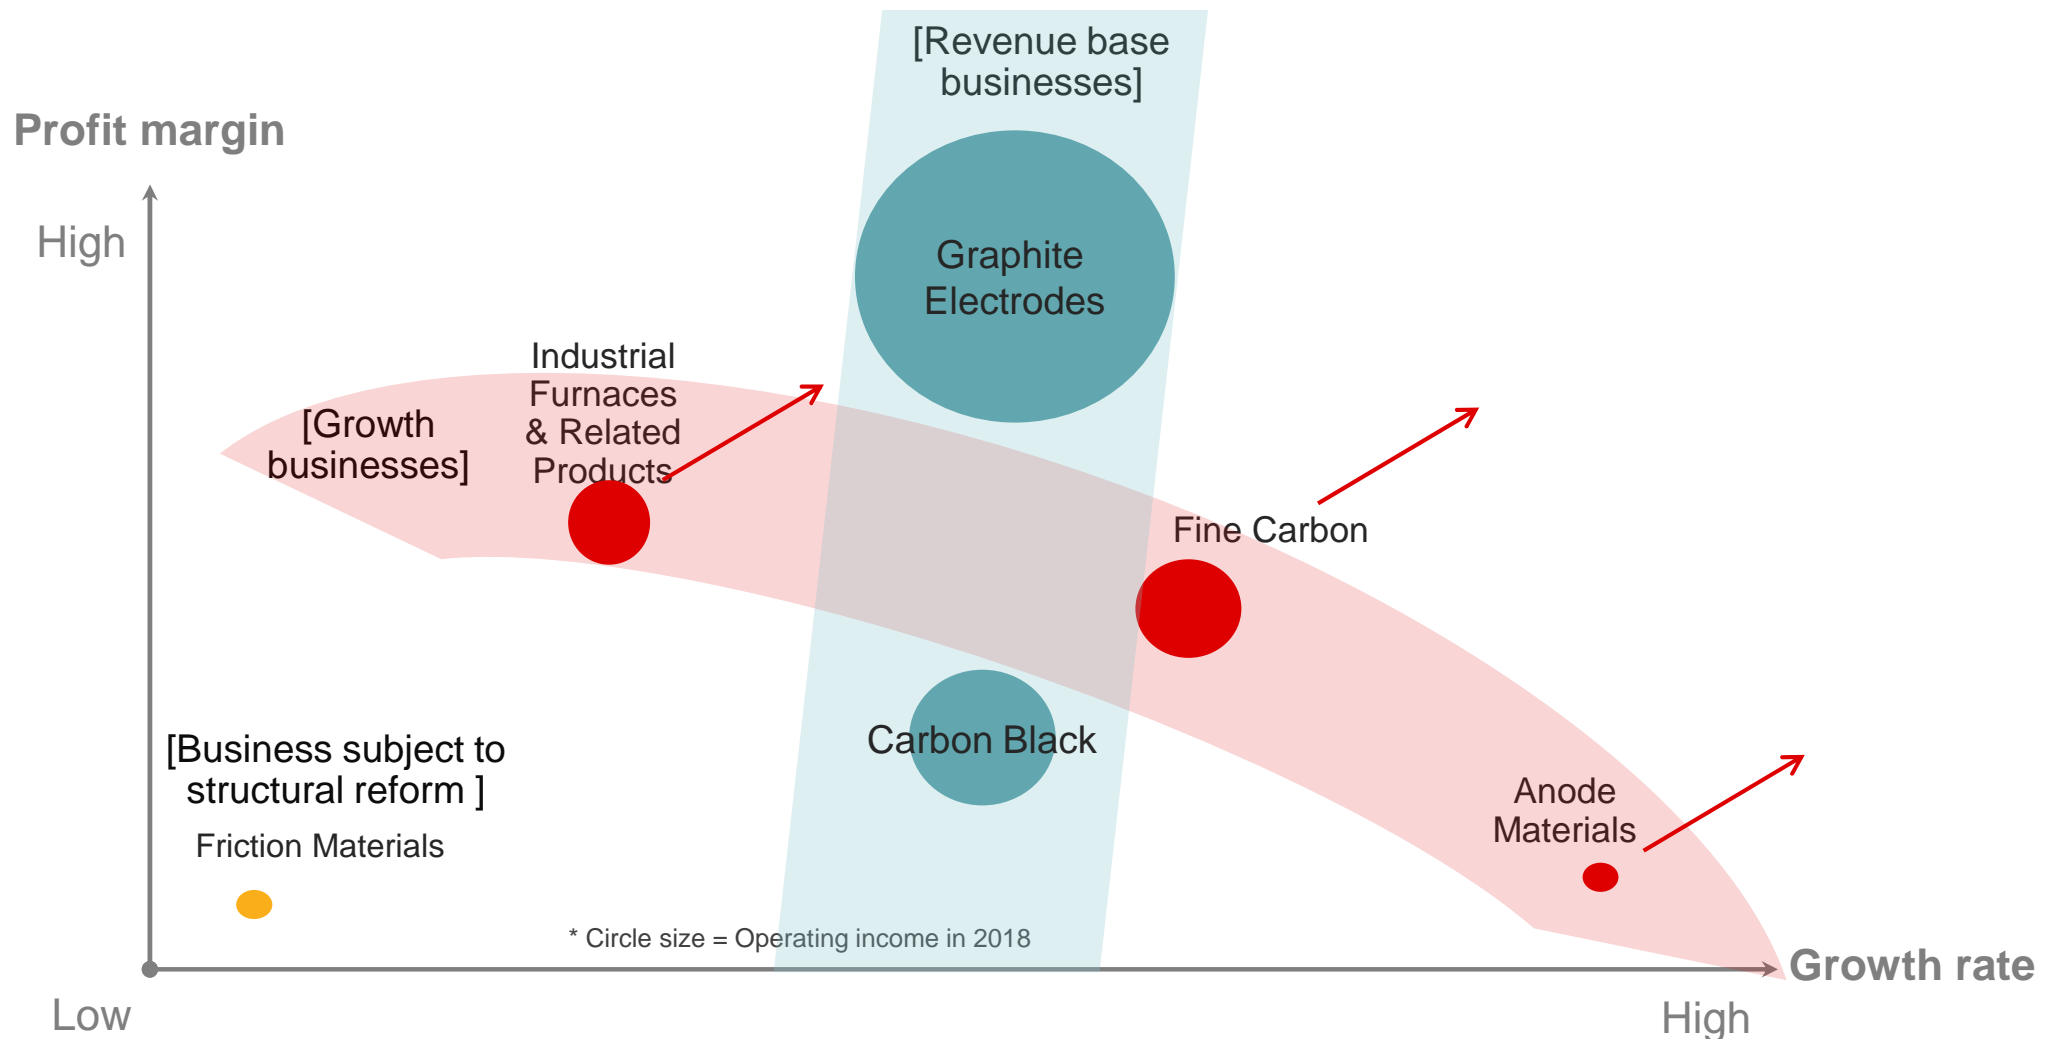 [Revenue base
businesses]
Profit margin
High
Graphite
Electrodes
Industrial
Furnaces
& Related
Products
[Growth
businesses]
Fine Carbon
Carbon Black
[Business subject to
structural reform ]
Friction Materials
Anode
Materials
* Circle size = Operating income in 2018
Growth rate
Low
High